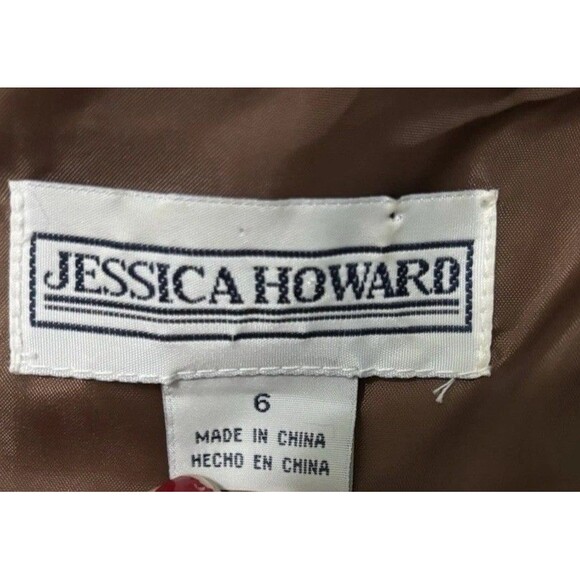 JESSICA HOWARD
6
MADE IN CHINA
HECHO EN CHINA